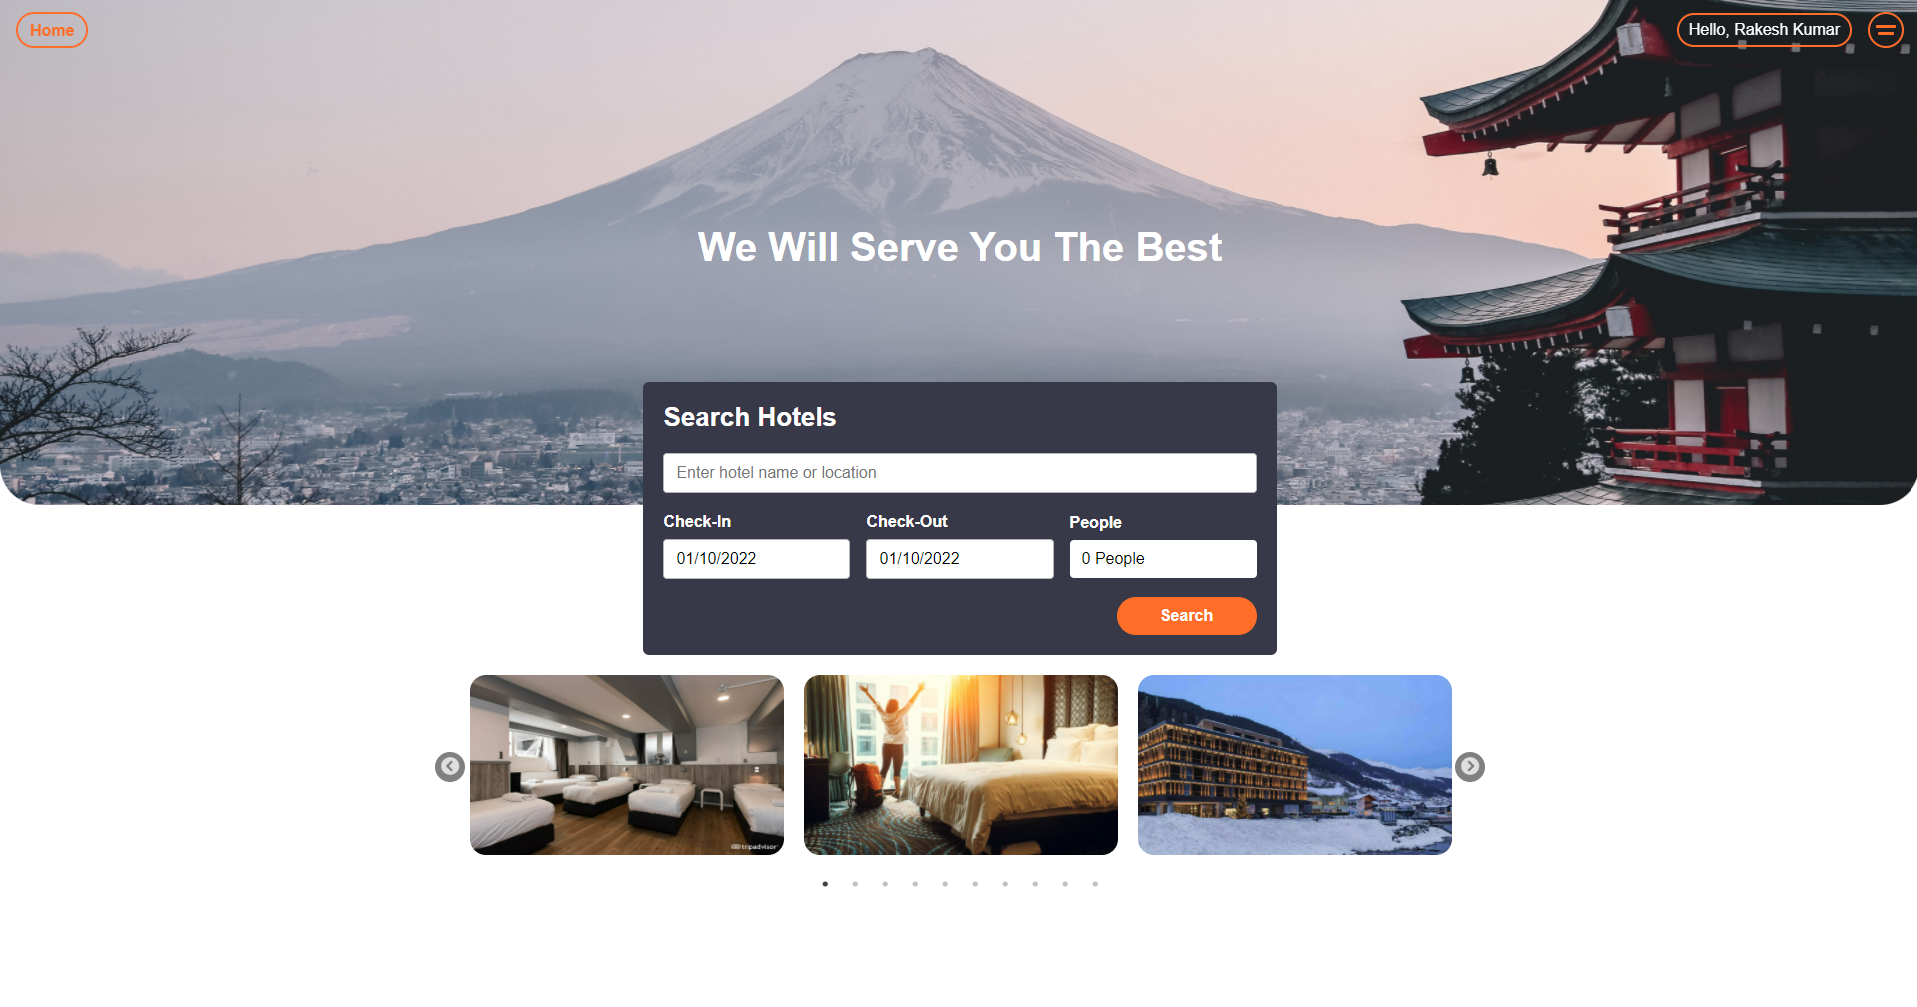 Home
Hello, Rakesh Kumar
We Will Serve You The Best
Search Hotels
Enter hotel name or location
Check-In
Check-Out
People
01/10/2022
01/10/2022
0 People
Search
tripadvisor